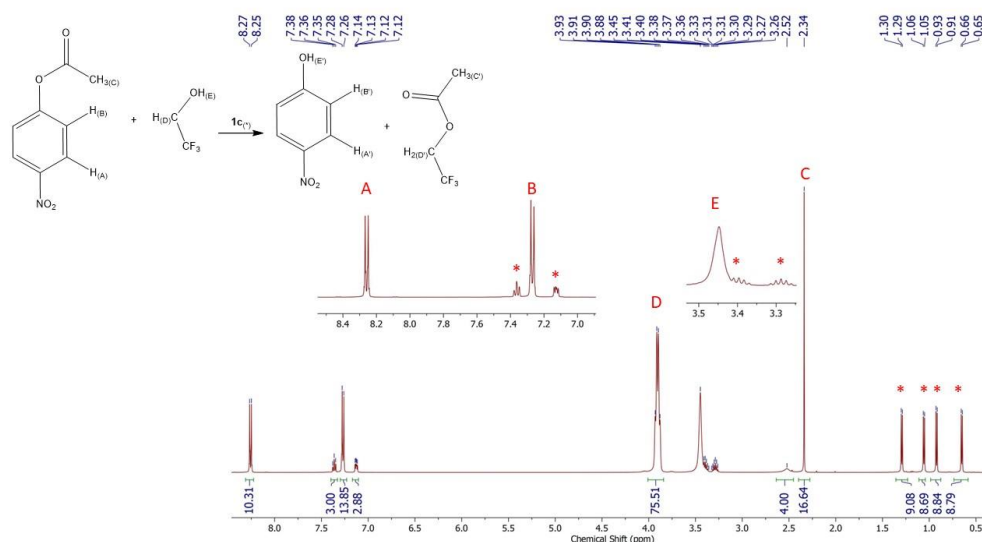 8.27
8.25
7.38
7.36
7.35
7.28
7.26
7.14
7.13
7.12
7.12
3.93
3.91
3.90
3.88
3.45
3.41
3.40
3.38
3.37
3.36
3.33
3.31
3.31
3.30
3.29
3.27
3.26
2.52
2.34
1.30
1.29
1.06
1.05
0.93
0.91
0.66
0.65
O
O
CH3(C)
H(B)
H(A)
NO2
+
OH(E)
H(D)C
CF3
1c(*)
OH(E')
H(B')
H(A')
NO2
+
CH3(C')
O
O
H2(D')C
CF3
A
B
*
*
8.4 8.2 8.0 7.8 7.6 7.4 7.2 7.0
D
E
*
*
3.5 3.4 3.3
C
* * * *
10.31
3.00
13.85
2.88
75.51
4.00
16.64
9.08
8.69
8.84
8.79
8.0 7.5 7.0 6.5 6.0 5.5 5.0 4.5 4.0 3.5 3.0 2.5 2.0 1.5 1.0 0.5
Chemical Shift (ppm)